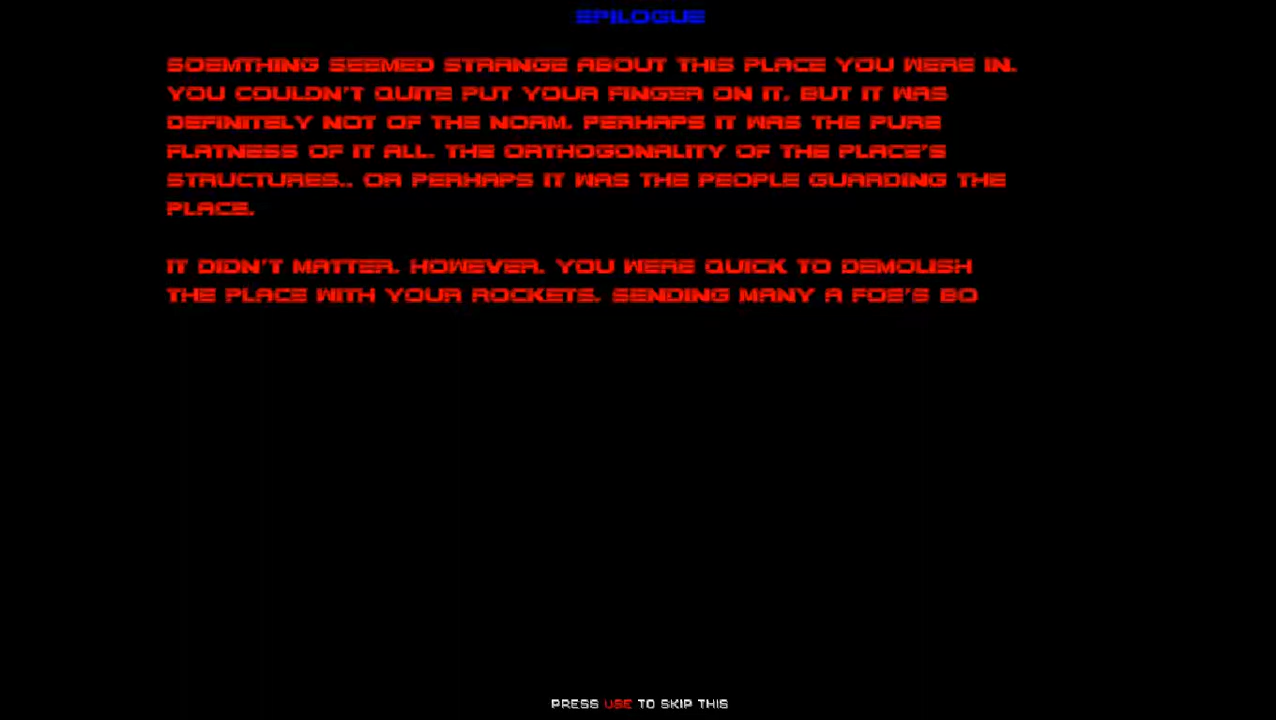 EPILOGUE
SOEMTHING SEEMED STRANGE ABOUT THIS PLACE YOU WERE IN.
YOU COULDN'T QUITE PUT YOUR FINGER ON IT, BUT IT WAS
DEFINITELY NOT OF THE NORM. PERHAPS IT WAS THE PURE
FLATNESS OF IT ALL. THE ORTHOGONALITY OF THE PLACE'S
STRUCTURES.. OR PERHAPS IT WAS THE PEOPLE GUARDING THE
PLACE.
IT DIDN'T MATTER, HOWEVER. YOU WERE QUICK TO DEMOLISH
THE PLACE WITH YOUR ROCKETS, SENDING MANY A FOE'S BO
PRESS USE TO SKIP THIS